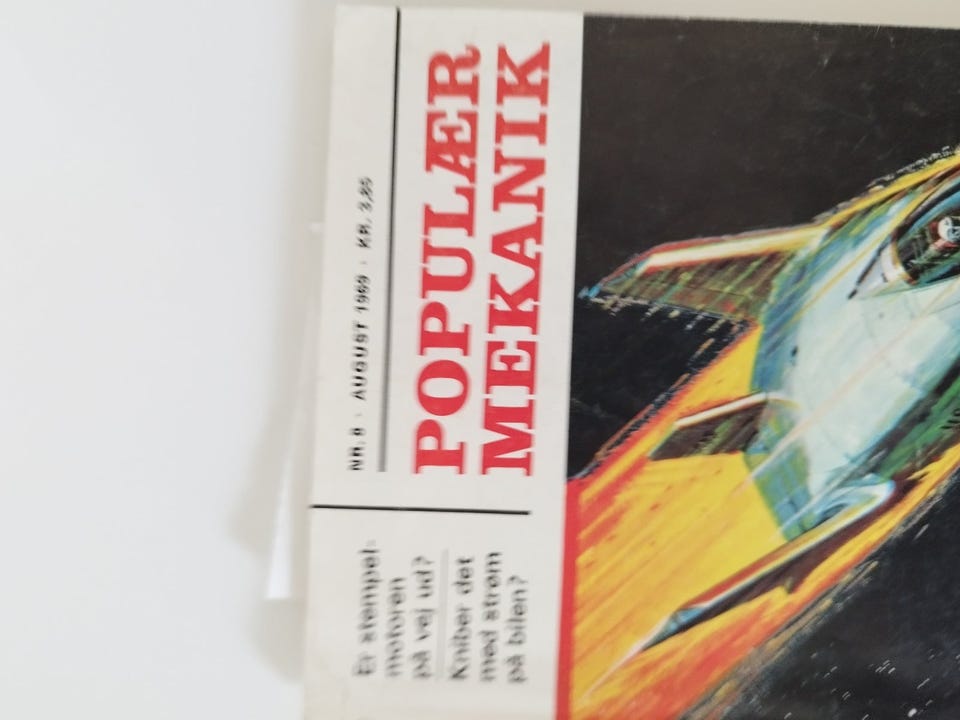 NR. 8 · AUGUST 1969 · KR. 3,85
POPULÆR
MEKANIK
Er stempel-
motoren
på vej ud?
Kniber det
med strøm
på bilen?